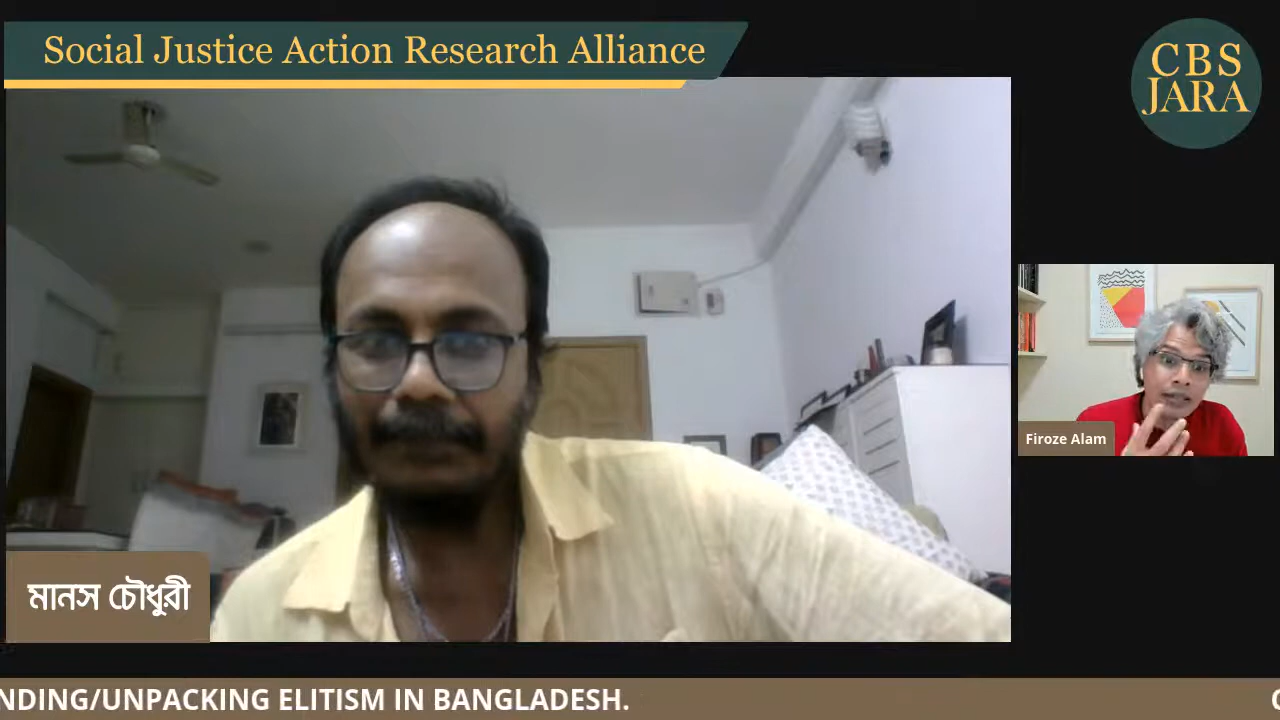 Social Justice Action Research Alliance
CBS
JARA
Firoze Alam
মানস চৌধুরী
NDING/UNPACKING ELITISM IN BANGLADESH.